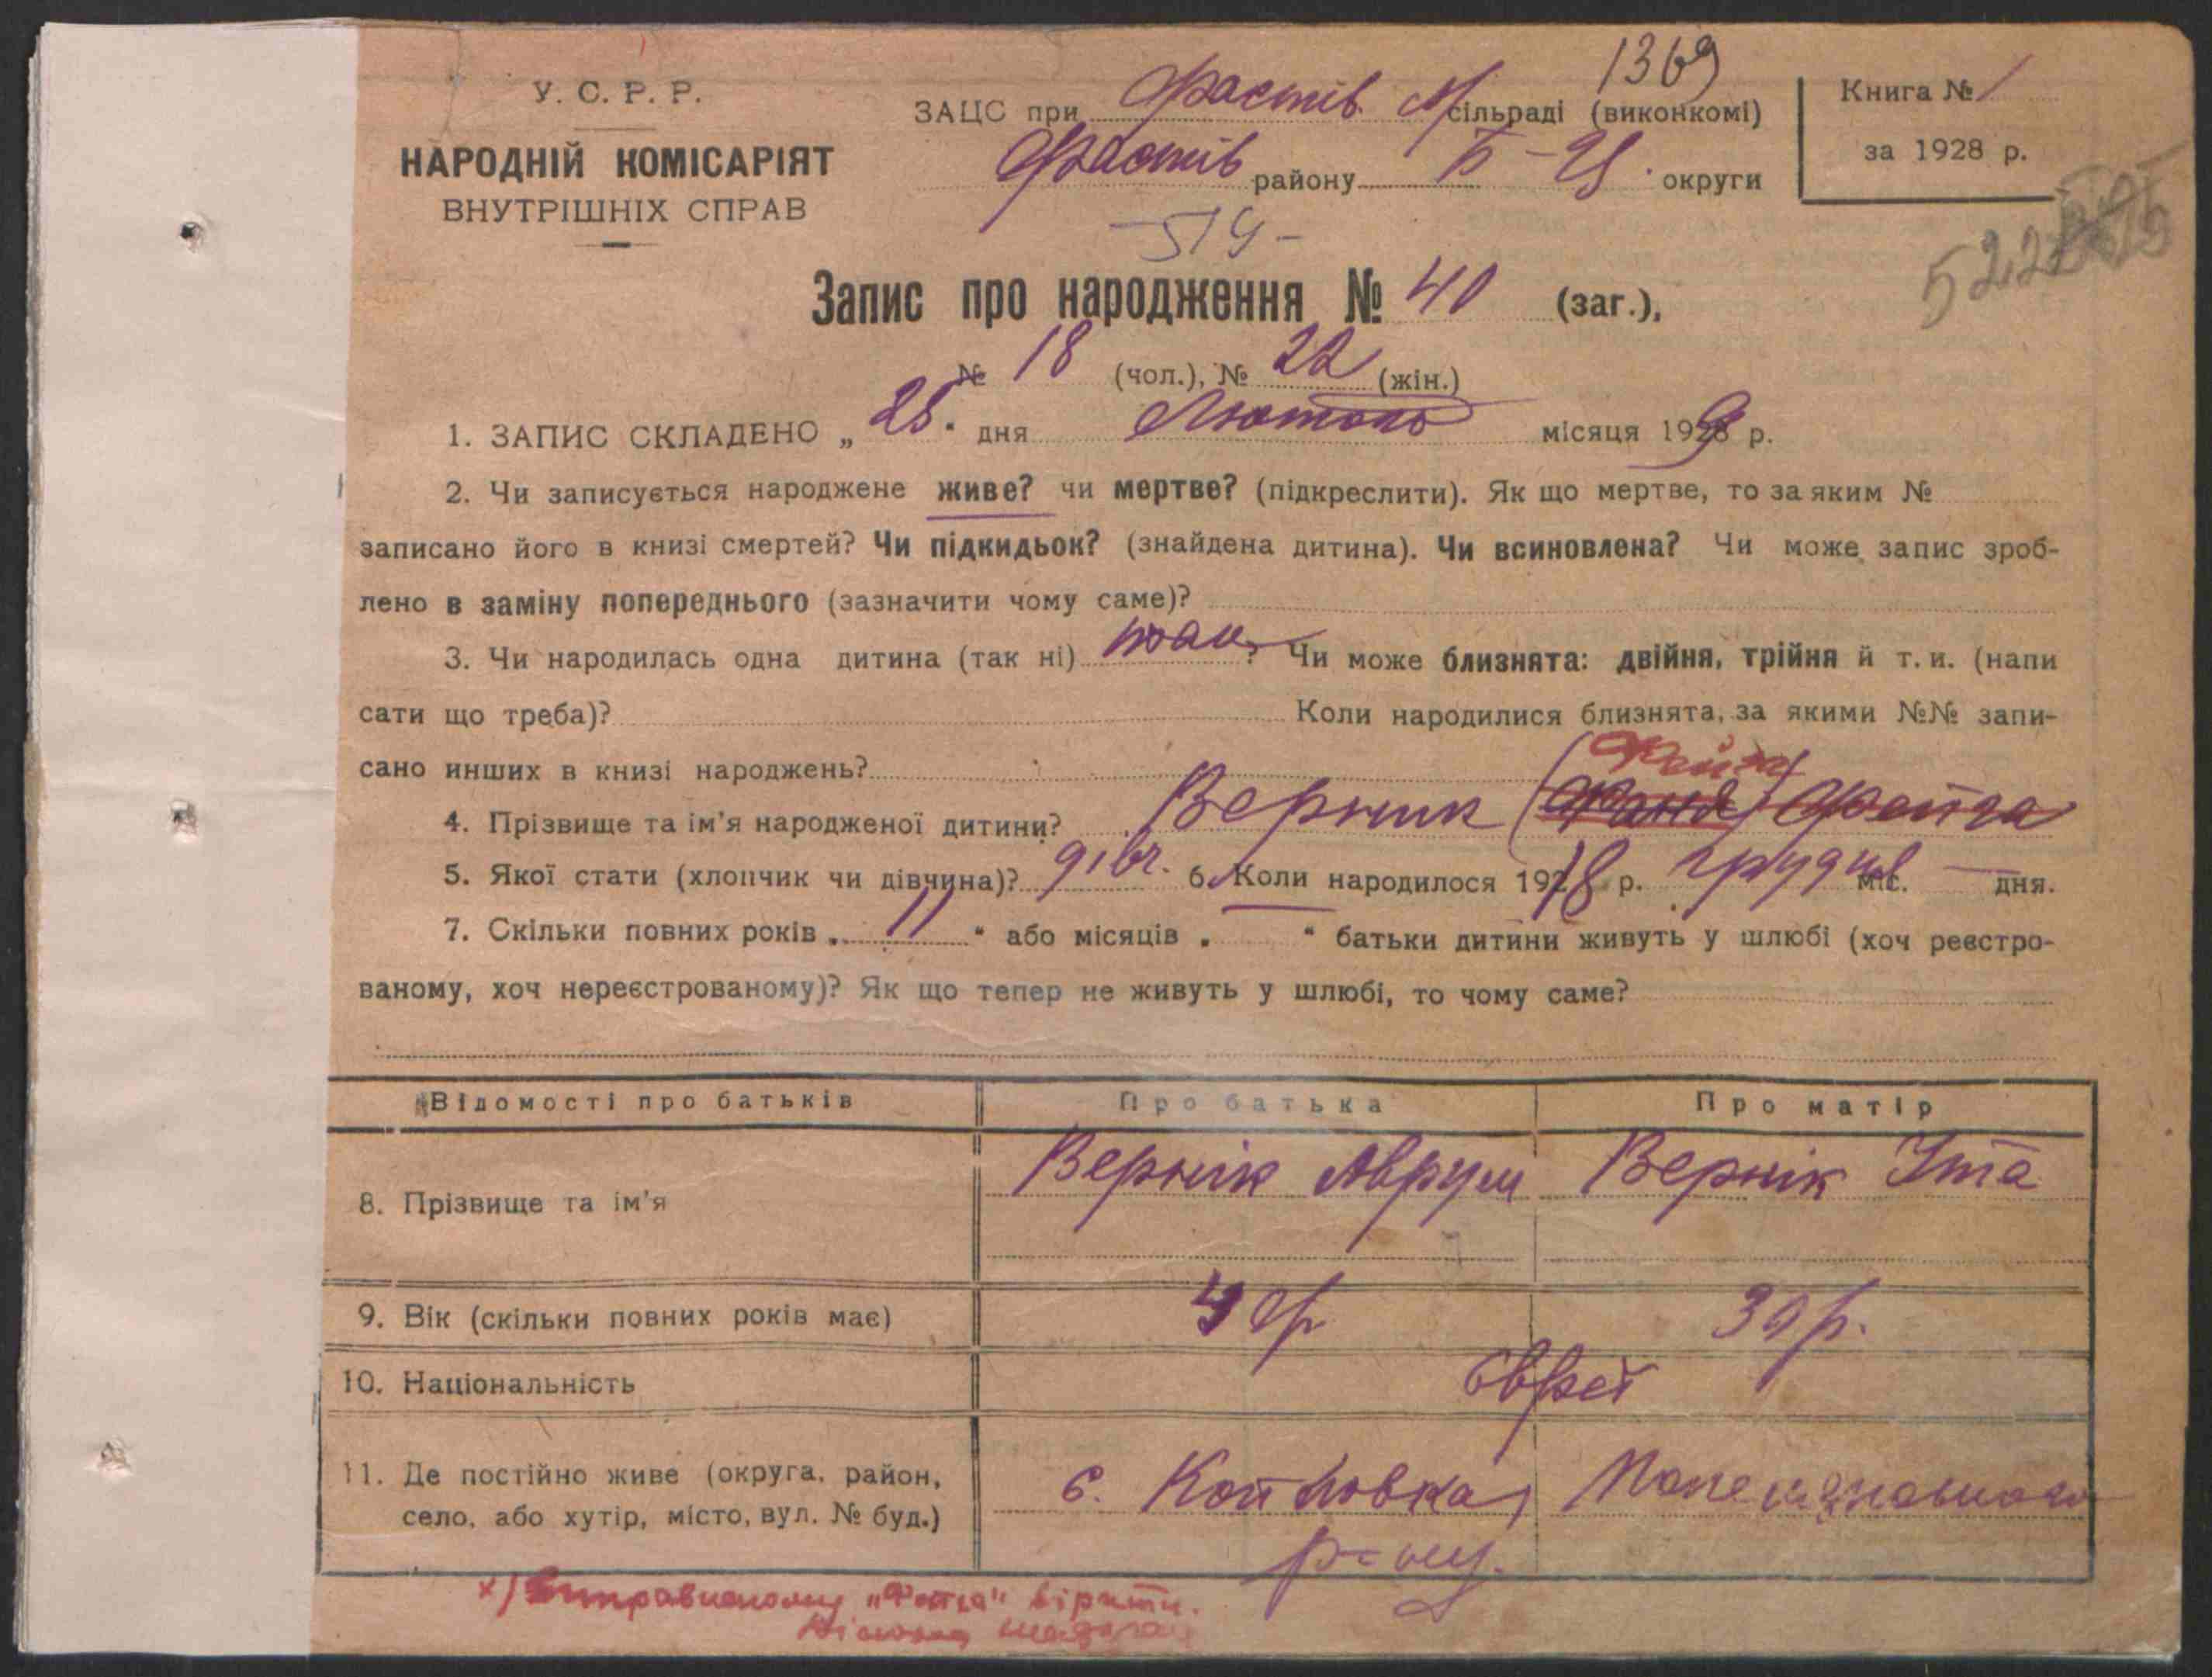 1369
У. С. Р. Р.
НАРОДНІЙ КОМІСАРІЯТ
ВНУТРІШНІХ СПРАВ
ЗАЦС при Фастів М сільраді (виконкомі)
Фастів району округи
Книга № 1
за 1928 р.
522
Запис про народження № 40 (заг.),
№ 18 (чол.), № 22 (жін.)
1. ЗАПИС СКЛАДЕНО „ 25 " дня Лютого місяця 1929 р.
2. Чи записується народжене живе? чи мертве? (підкреслити). Як що мертве, то за яким №
записано його в книзі смертей? Чи підкидьок? (знайдена дитина). Чи всиновлена? Чи може запис зроб-
лено в заміну попереднього (зазначити чому саме)?
3. Чи народилась одна дитина (так ні) так ? Чи може близнята: двійня, трійня й т. и. (напи
сати що треба)? Коли народилися близнята, за якими №№ запи-
сано инших в книзі народжень?
4. Прізвище та ім'я народженої дитини? Верник (Фаня) Фейга
5. Якої стати (хлопчик чи дівчина)? дівч. 6. Коли народилося 1918 р. грудня міс. — дня.
7. Скільки повних років „ 11 " або місяців „ " батьки дитини живуть у шлюбі (хоч реєстро-
ваному, хоч нереєстрованому)? Як що тепер не живуть у шлюбі, то чому саме?
Відомості про батьків Про батька Про матір
8. Прізвище та ім'я Вернік Аврум Вернік Ита
9. Вік (скільки повних років має) 39 р.
10. Національність евреї
11. Де постійно живе (округа, район,
село, або хутір, місто, вул. № буд.)
с.
р-ну.